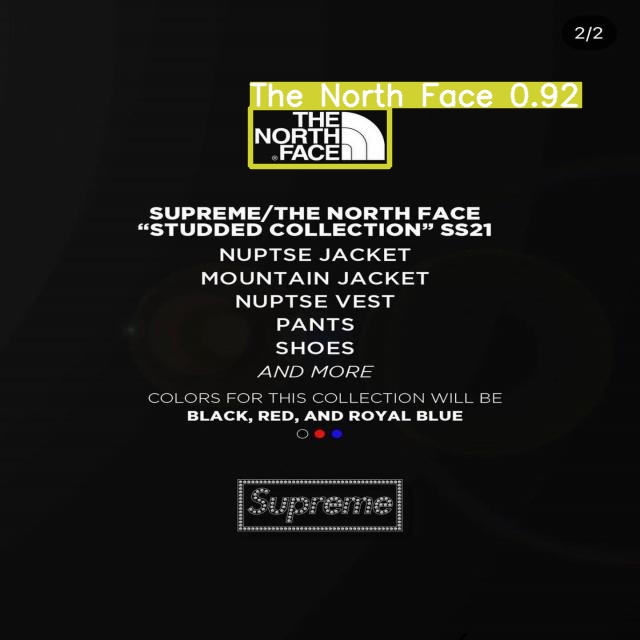 2/2
The North Face 0.92
THE
NORTH
® FACE
SUPREME/THE NORTH FACE
“STUDDED COLLECTION” SS21
NUPTSE JACKET
MOUNTAIN JACKET
NUPTSE VEST
PANTS
SHOES
AND MORE
COLORS FOR THIS COLLECTION WILL BE
BLACK, RED, AND ROYAL BLUE
Supreme